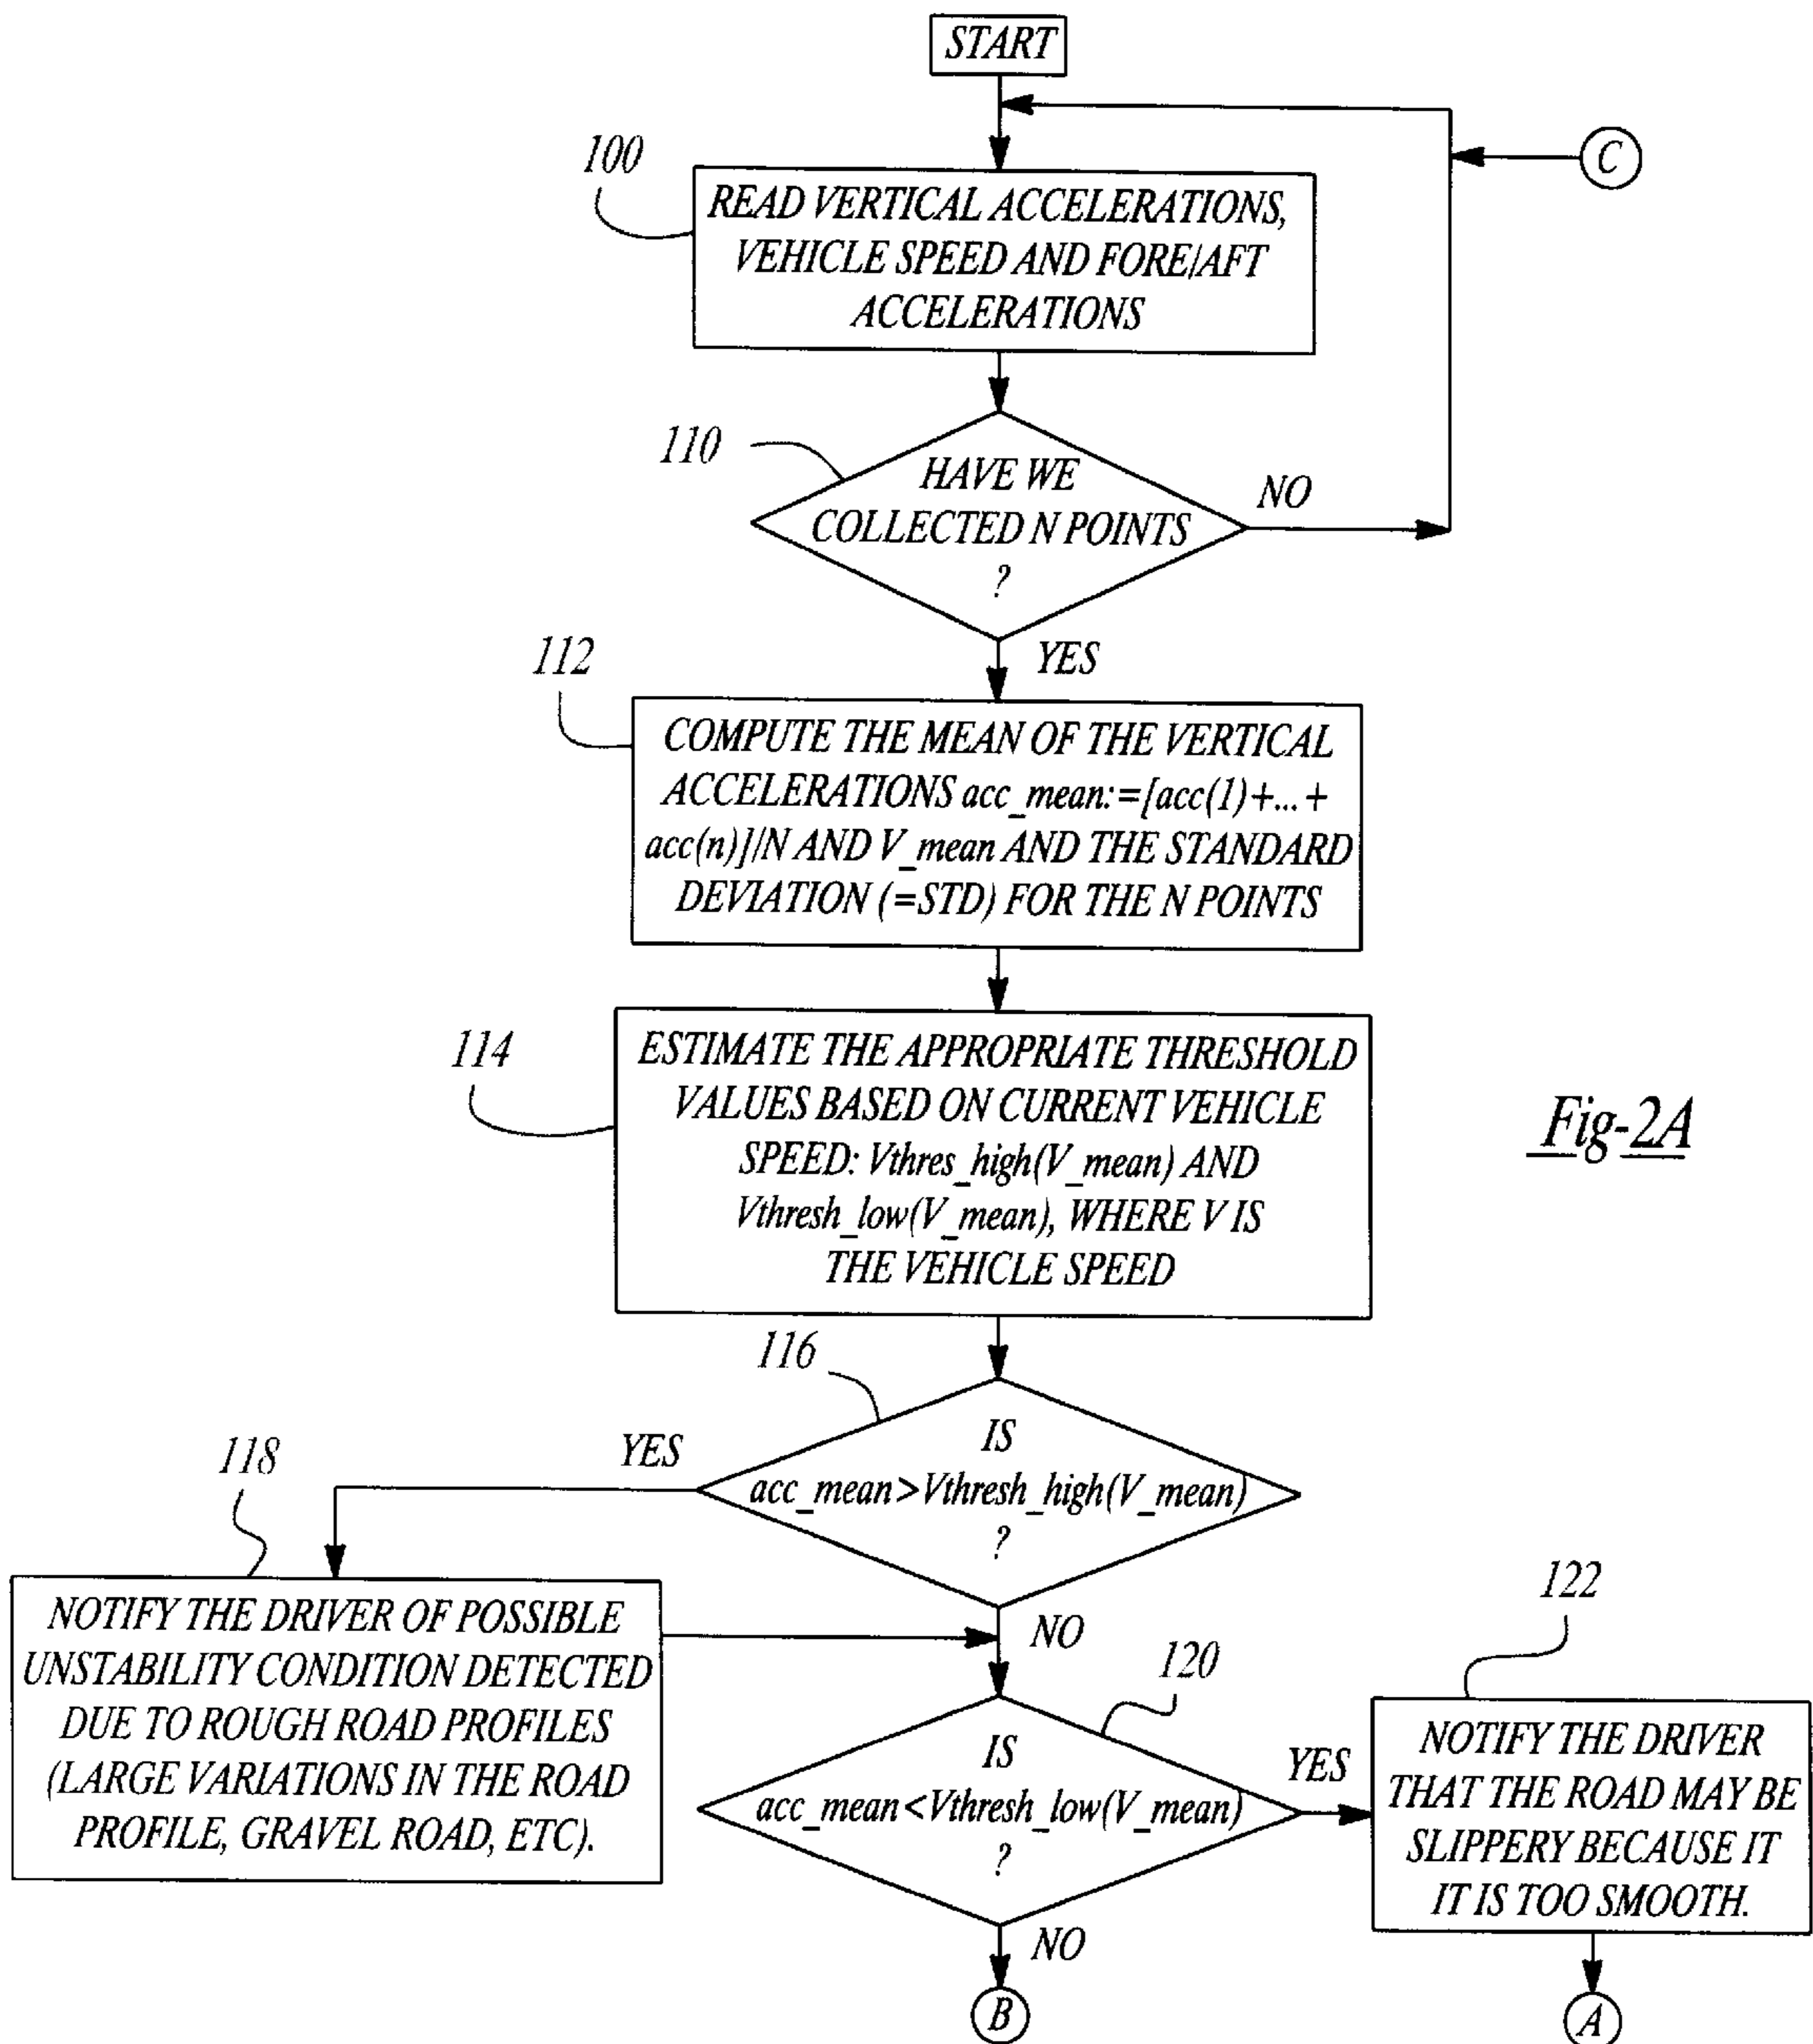 START
C
100
READ VERTICAL ACCELERATIONS,
VEHICLE SPEED AND FORE/AFT
ACCELERATIONS
110
HAVE WE
COLLECTED N POINTS
?
NO
YES
112
COMPUTE THE MEAN OF THE VERTICAL
ACCELERATIONS acc_mean:=[acc(1)+...+
acc(n)]/N AND V_mean AND THE STANDARD
DEVIATION (=STD) FOR THE N POINTS
114
ESTIMATE THE APPROPRIATE THRESHOLD
VALUES BASED ON CURRENT VEHICLE
SPEED: Vthres_high(V_mean) AND
Vthresh_low(V_mean), WHERE V IS
THE VEHICLE SPEED
Fig-2A
116
IS
acc_mean>Vthresh_high(V_mean)
?
YES
NO
118
NOTIFY THE DRIVER OF POSSIBLE
UNSTABILITY CONDITION DETECTED
DUE TO ROUGH ROAD PROFILES
(LARGE VARIATIONS IN THE ROAD
PROFILE, GRAVEL ROAD, ETC).
120
IS
acc_mean<Vthresh_low(V_mean)
?
YES
NO
122
NOTIFY THE DRIVER
THAT THE ROAD MAY BE
SLIPPERY BECAUSE IT
IT IS TOO SMOOTH.
B
A